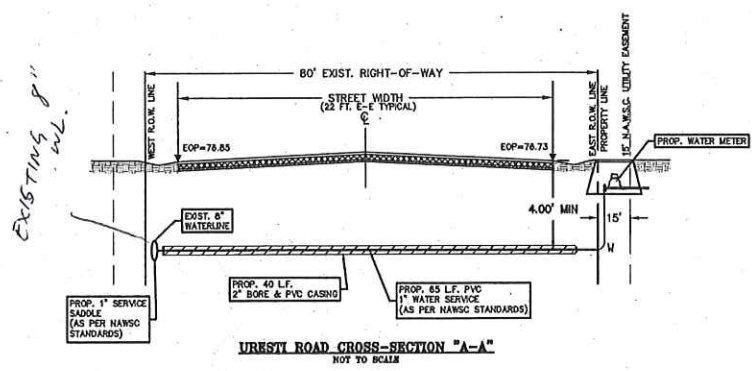 80' EXIST. RIGHT-OF-WAY
STREET WIDTH
(22 FT. E-E TYPICAL)
℄
WEST R.O.W. LINE
EOP=78.85
EOP=78.73
EAST R.O.W. LINE
PROPERTY LINE
15' N.A.W.S.C. UTILITY EASEMENT
PROP. WATER METER
EXISTING 8"
WL.
4.00' MIN
15'
W
EXIST. 8"
WATERLINE
PROP. 1" SERVICE
SADDLE
(AS PER NAWSC
STANDARDS)
PROP. 40 L.F.
2" BORE & PVC CASING
PROP. 65 L.F. PVC
1" WATER SERVICE
(AS PER NAWSC STANDARDS)
URESTI ROAD CROSS-SECTION "A-A"
NOT TO SCALE